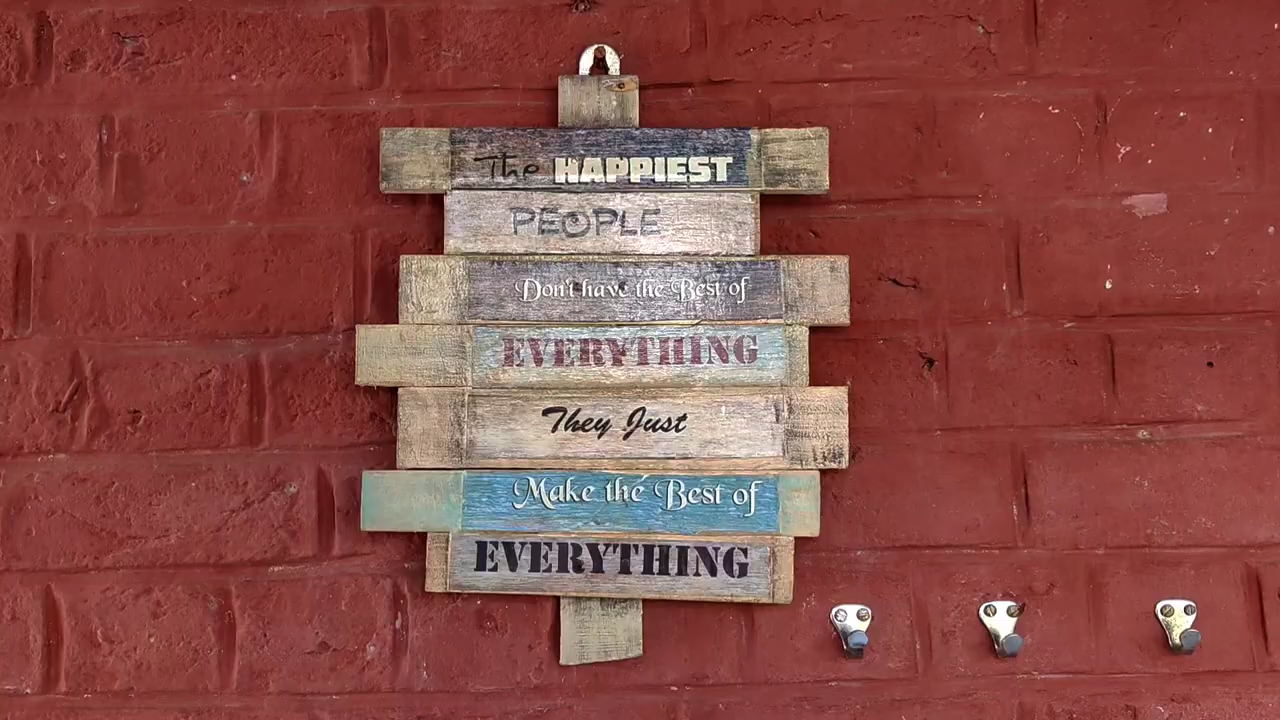 The HAPPIEST
PEOPLE
Don't have the Best of
EVERYTHING
They Just
Make the Best of
EVERYTHING